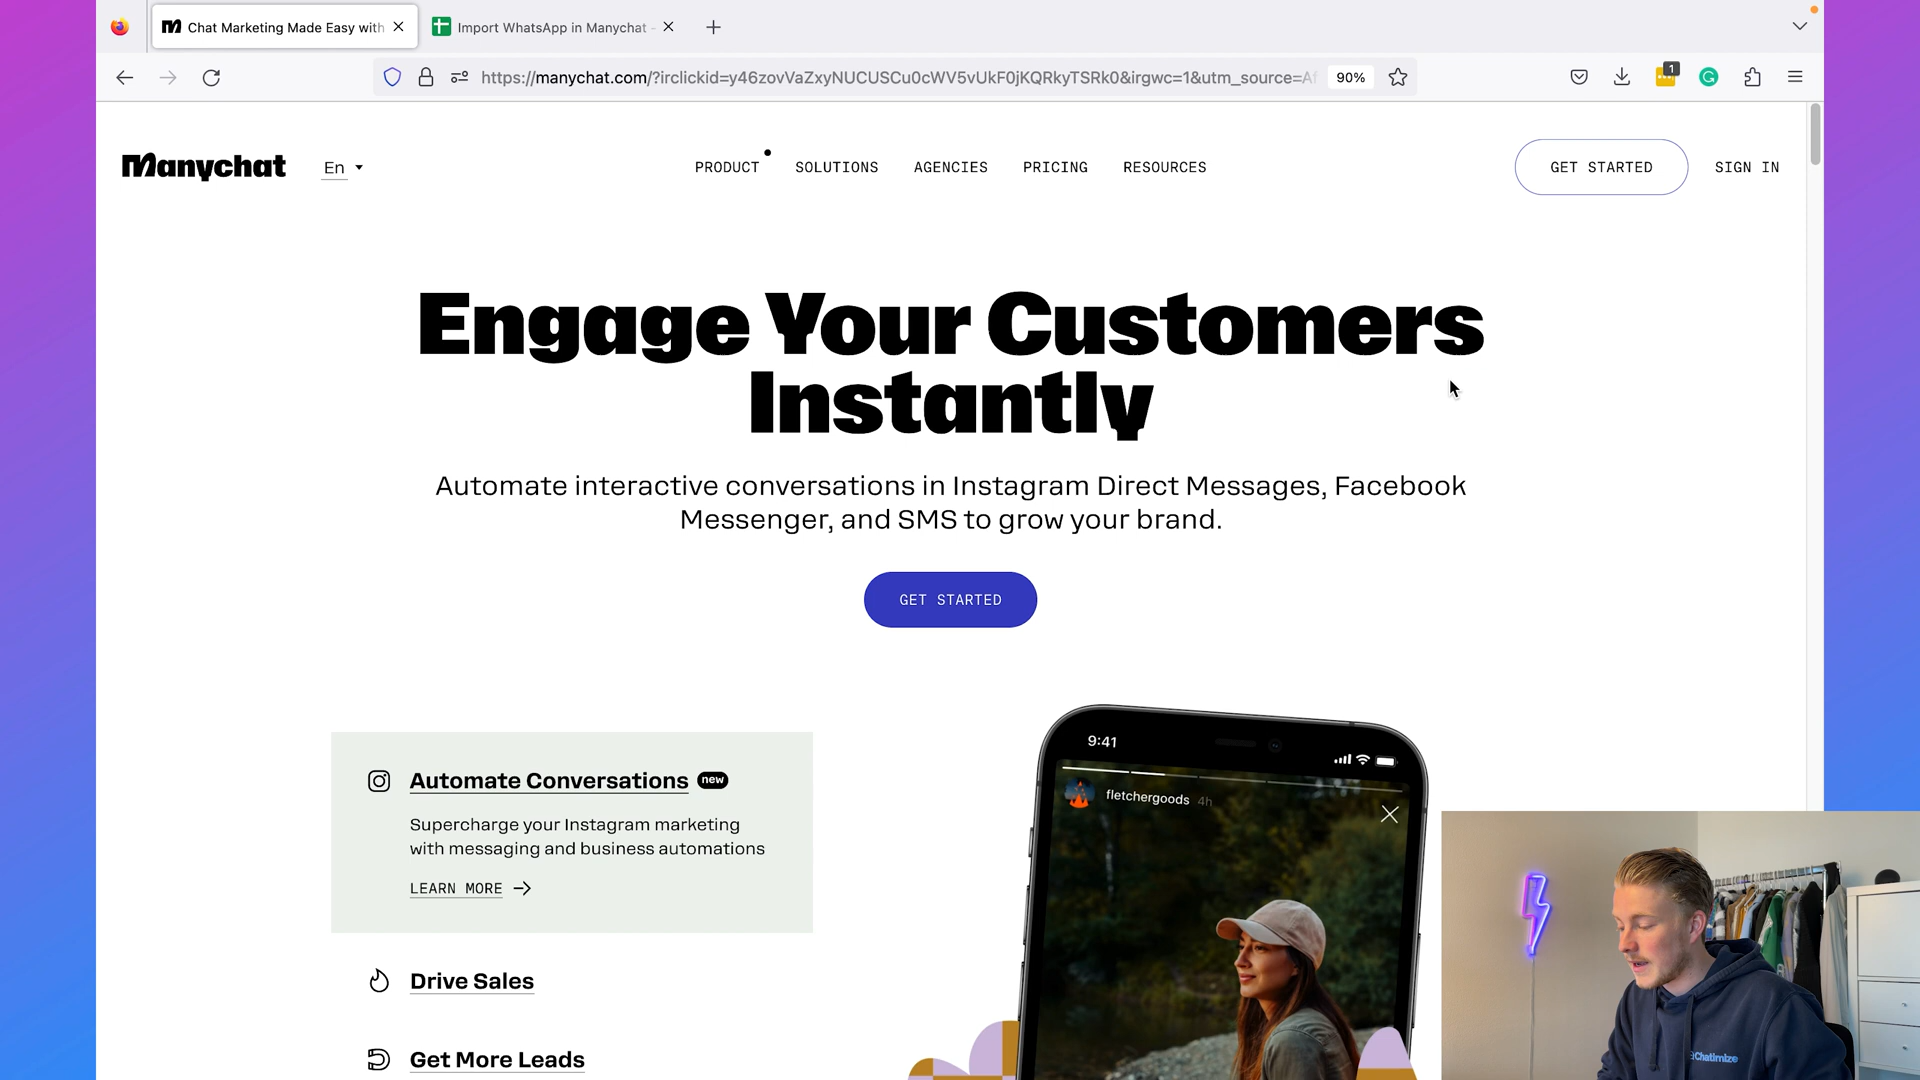 Chat Marketing Made Easy with
Import WhatsApp in Manychat -
https://manychat.com/?irclickid=y46zovVaZxyNUCUSCu0cWV5vUkF0jKQRkyTSRk0&irgwc=1&utm_source=Af
90%
1
Manychat
En
PRODUCT
SOLUTIONS
AGENCIES
PRICING
RESOURCES
GET STARTED
SIGN IN
Engage Your Customers
Instantly
Automate interactive conversations in Instagram Direct Messages, Facebook
Messenger, and SMS to grow your brand.
GET STARTED
Automate Conversations new
Supercharge your Instagram marketing
with messaging and business automations
LEARN MORE
Drive Sales
Get More Leads
9:41
fletchergoods 4h
Chatimize